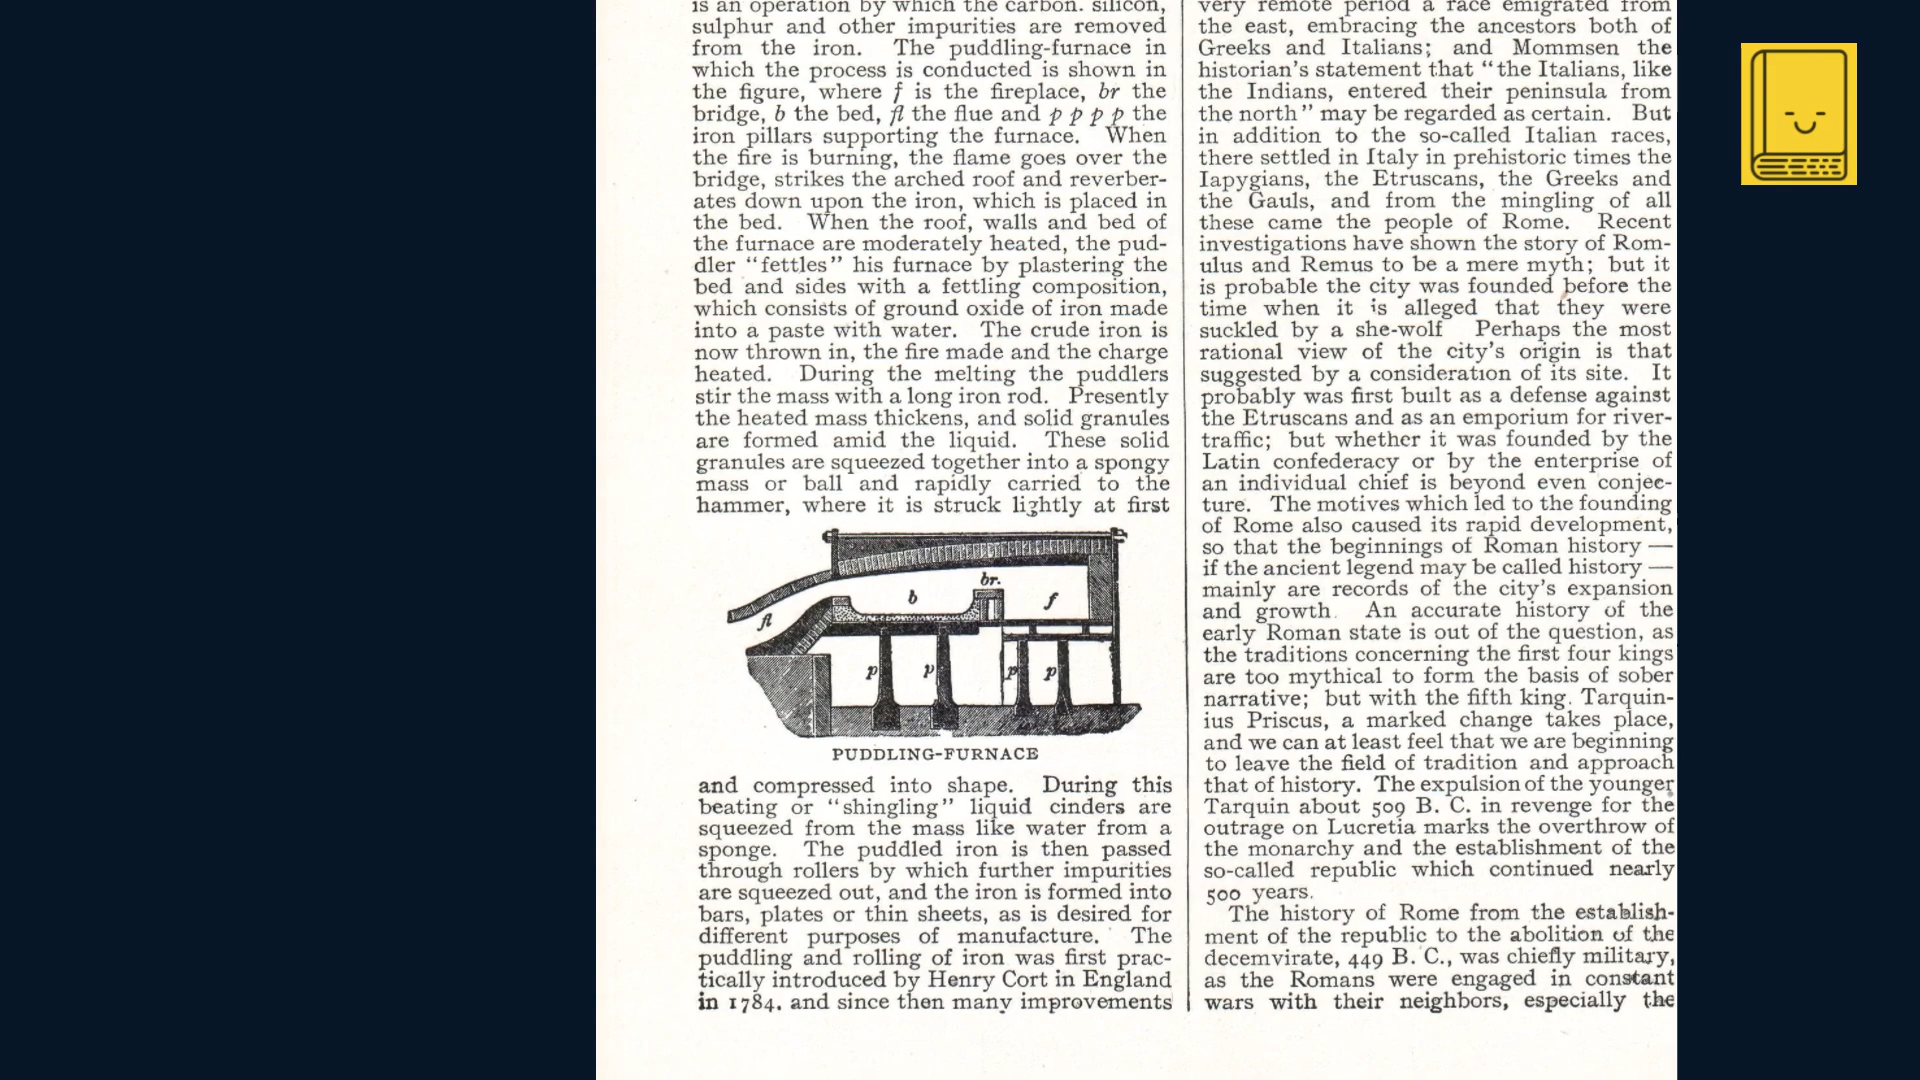 is an operation by which the carbon. silicon,
sulphur and other impurities are removed
from the iron. The puddling-furnace in
which the process is conducted is shown in
the figure, where f is the fireplace, br the
bridge, b the bed, fl the flue and p p p p the
iron pillars supporting the furnace. When
the fire is burning, the flame goes over the
bridge, strikes the arched roof and reverber-
ates down upon the iron, which is placed in
the bed. When the roof, walls and bed of
the furnace are moderately heated, the pud-
dler “fettles” his furnace by plastering the
bed and sides with a fettling composition,
which consists of ground oxide of iron made
into a paste with water. The crude iron is
now thrown in, the fire made and the charge
heated. During the melting the puddlers
stir the mass with a long iron rod. Presently
the heated mass thickens, and solid granules
are formed amid the liquid. These solid
granules are squeezed together into a spongy
mass or ball and rapidly carried to the
hammer, where it is struck lightly at first
br.
b
f
fl
p p p p
PUDDLING-FURNACE
and compressed into shape. During this
beating or “shingling” liquid cinders are
squeezed from the mass like water from a
sponge. The puddled iron is then passed
through rollers by which further impurities
are squeezed out, and the iron is formed into
bars, plates or thin sheets, as is desired for
different purposes of manufacture. The
puddling and rolling of iron was first prac-
tically introduced by Henry Cort in England
in 1784. and since then many improvements
very remote period a race emigrated from
the east, embracing the ancestors both of
Greeks and Italians; and Mommsen the
historian’s statement that “the Italians, like
the Indians, entered their peninsula from
the north” may be regarded as certain. But
in addition to the so-called Italian races,
there settled in Italy in prehistoric times the
Iapygians, the Etruscans, the Greeks and
the Gauls, and from the mingling of all
these came the people of Rome. Recent
investigations have shown the story of Rom-
ulus and Remus to be a mere myth; but it
is probable the city was founded before the
time when it is alleged that they were
suckled by a she-wolf Perhaps the most
rational view of the city’s origin is that
suggested by a consideration of its site. It
probably was first built as a defense against
the Etruscans and as an emporium for river-
traffic; but whether it was founded by the
Latin confederacy or by the enterprise of
an individual chief is beyond even conjec-
ture. The motives which led to the founding
of Rome also caused its rapid development,
so that the beginnings of Roman history —
if the ancient legend may be called history —
mainly are records of the city’s expansion
and growth. An accurate history of the
early Roman state is out of the question, as
the traditions concerning the first four kings
are too mythical to form the basis of sober
narrative; but with the fifth king. Tarquin-
ius Priscus, a marked change takes place,
and we can at least feel that we are beginning
to leave the field of tradition and approach
that of history. The expulsion of the younger
Tarquin about 509 B. C. in revenge for the
outrage on Lucretia marks the overthrow of
the monarchy and the establishment of the
so-called republic which continued nearly
500 years.
The history of Rome from the establish-
ment of the republic to the abolition of the
decemvirate, 449 B. C., was chiefly military,
as the Romans were engaged in constant
wars with their neighbors, especially the